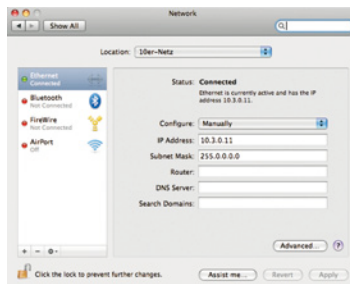 Network
Show All
Location: 10er-Netz
Ethernet
Connected
Bluetooth
Not Connected
FireWire
Not Connected
AirPort
Off
Status: Connected
Ethernet is currently active and has the IP
address 10.3.0.11.
Configure: Manually
IP Address: 10.3.0.11
Subnet Mask: 255.0.0.0
Router:
DNS Server:
Search Domains:
Advanced...
?
Click the lock to prevent further changes.
Assist me...
Revert
Apply